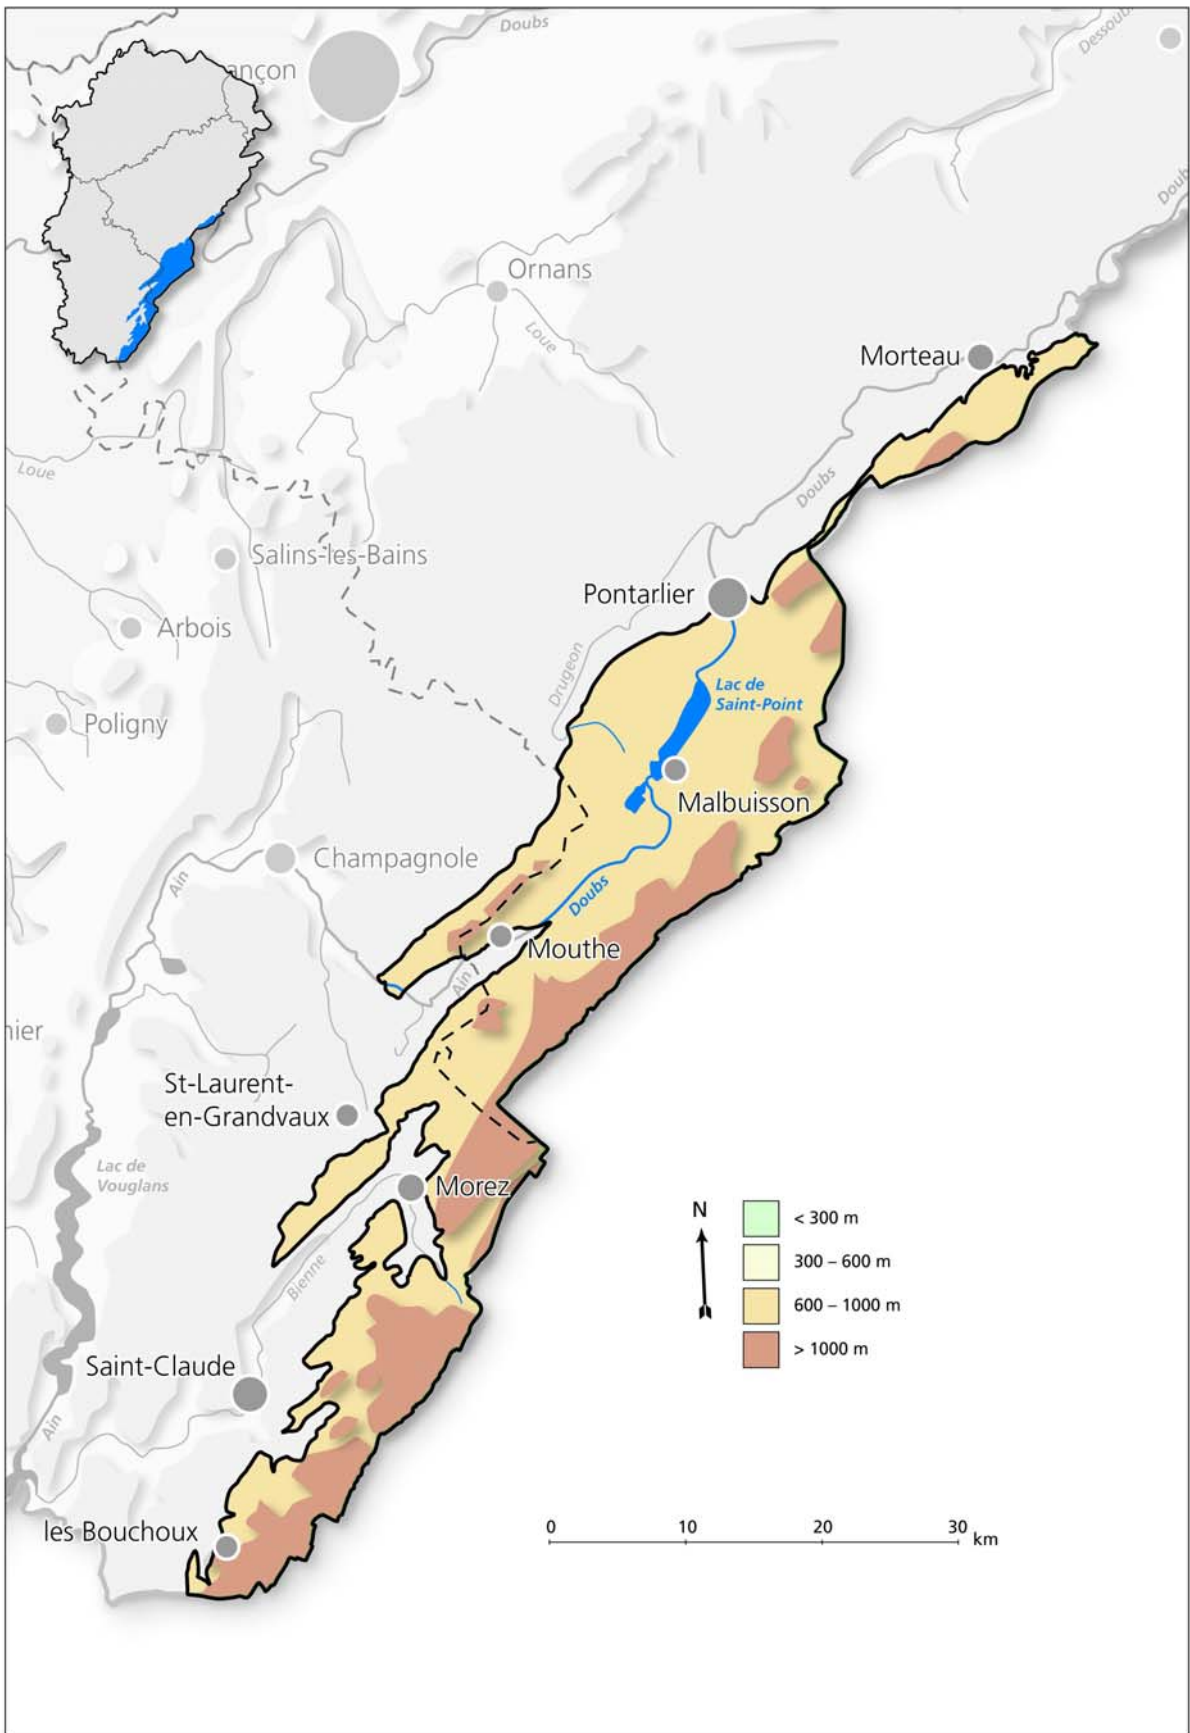 Doubs
Dessoub
ançon
Doub
Ornans
Loue
Morteau
Loue
Doubs
Salins-les-Bains
Pontarlier
Arbois
Drugeon
Lac de
Saint-Point
Poligny
Malbuisson
Champagnole
Ain
Doubs
Mouthe
Ain
nier
St-Laurent-
en-Grandvaux
Lac de
Vouglans
Morez
N
< 300 m
300 – 600 m
Bienne
600 – 1000 m
> 1000 m
Saint-Claude
Ain
les Bouchoux
0 10 20 30
km